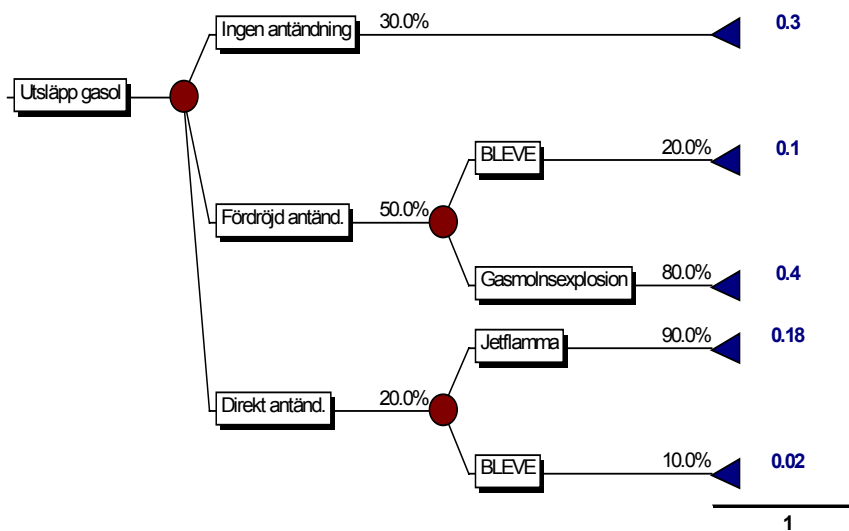 Ingen antändning 30.0% 0.3
Utsläpp gasol
BLEVE 20.0% 0.1
Fördröjd antänd. 50.0%
Gasmolnsexplosion 80.0% 0.4
Jetflamma 90.0% 0.18
Direkt antänd. 20.0%
BLEVE 10.0% 0.02
1